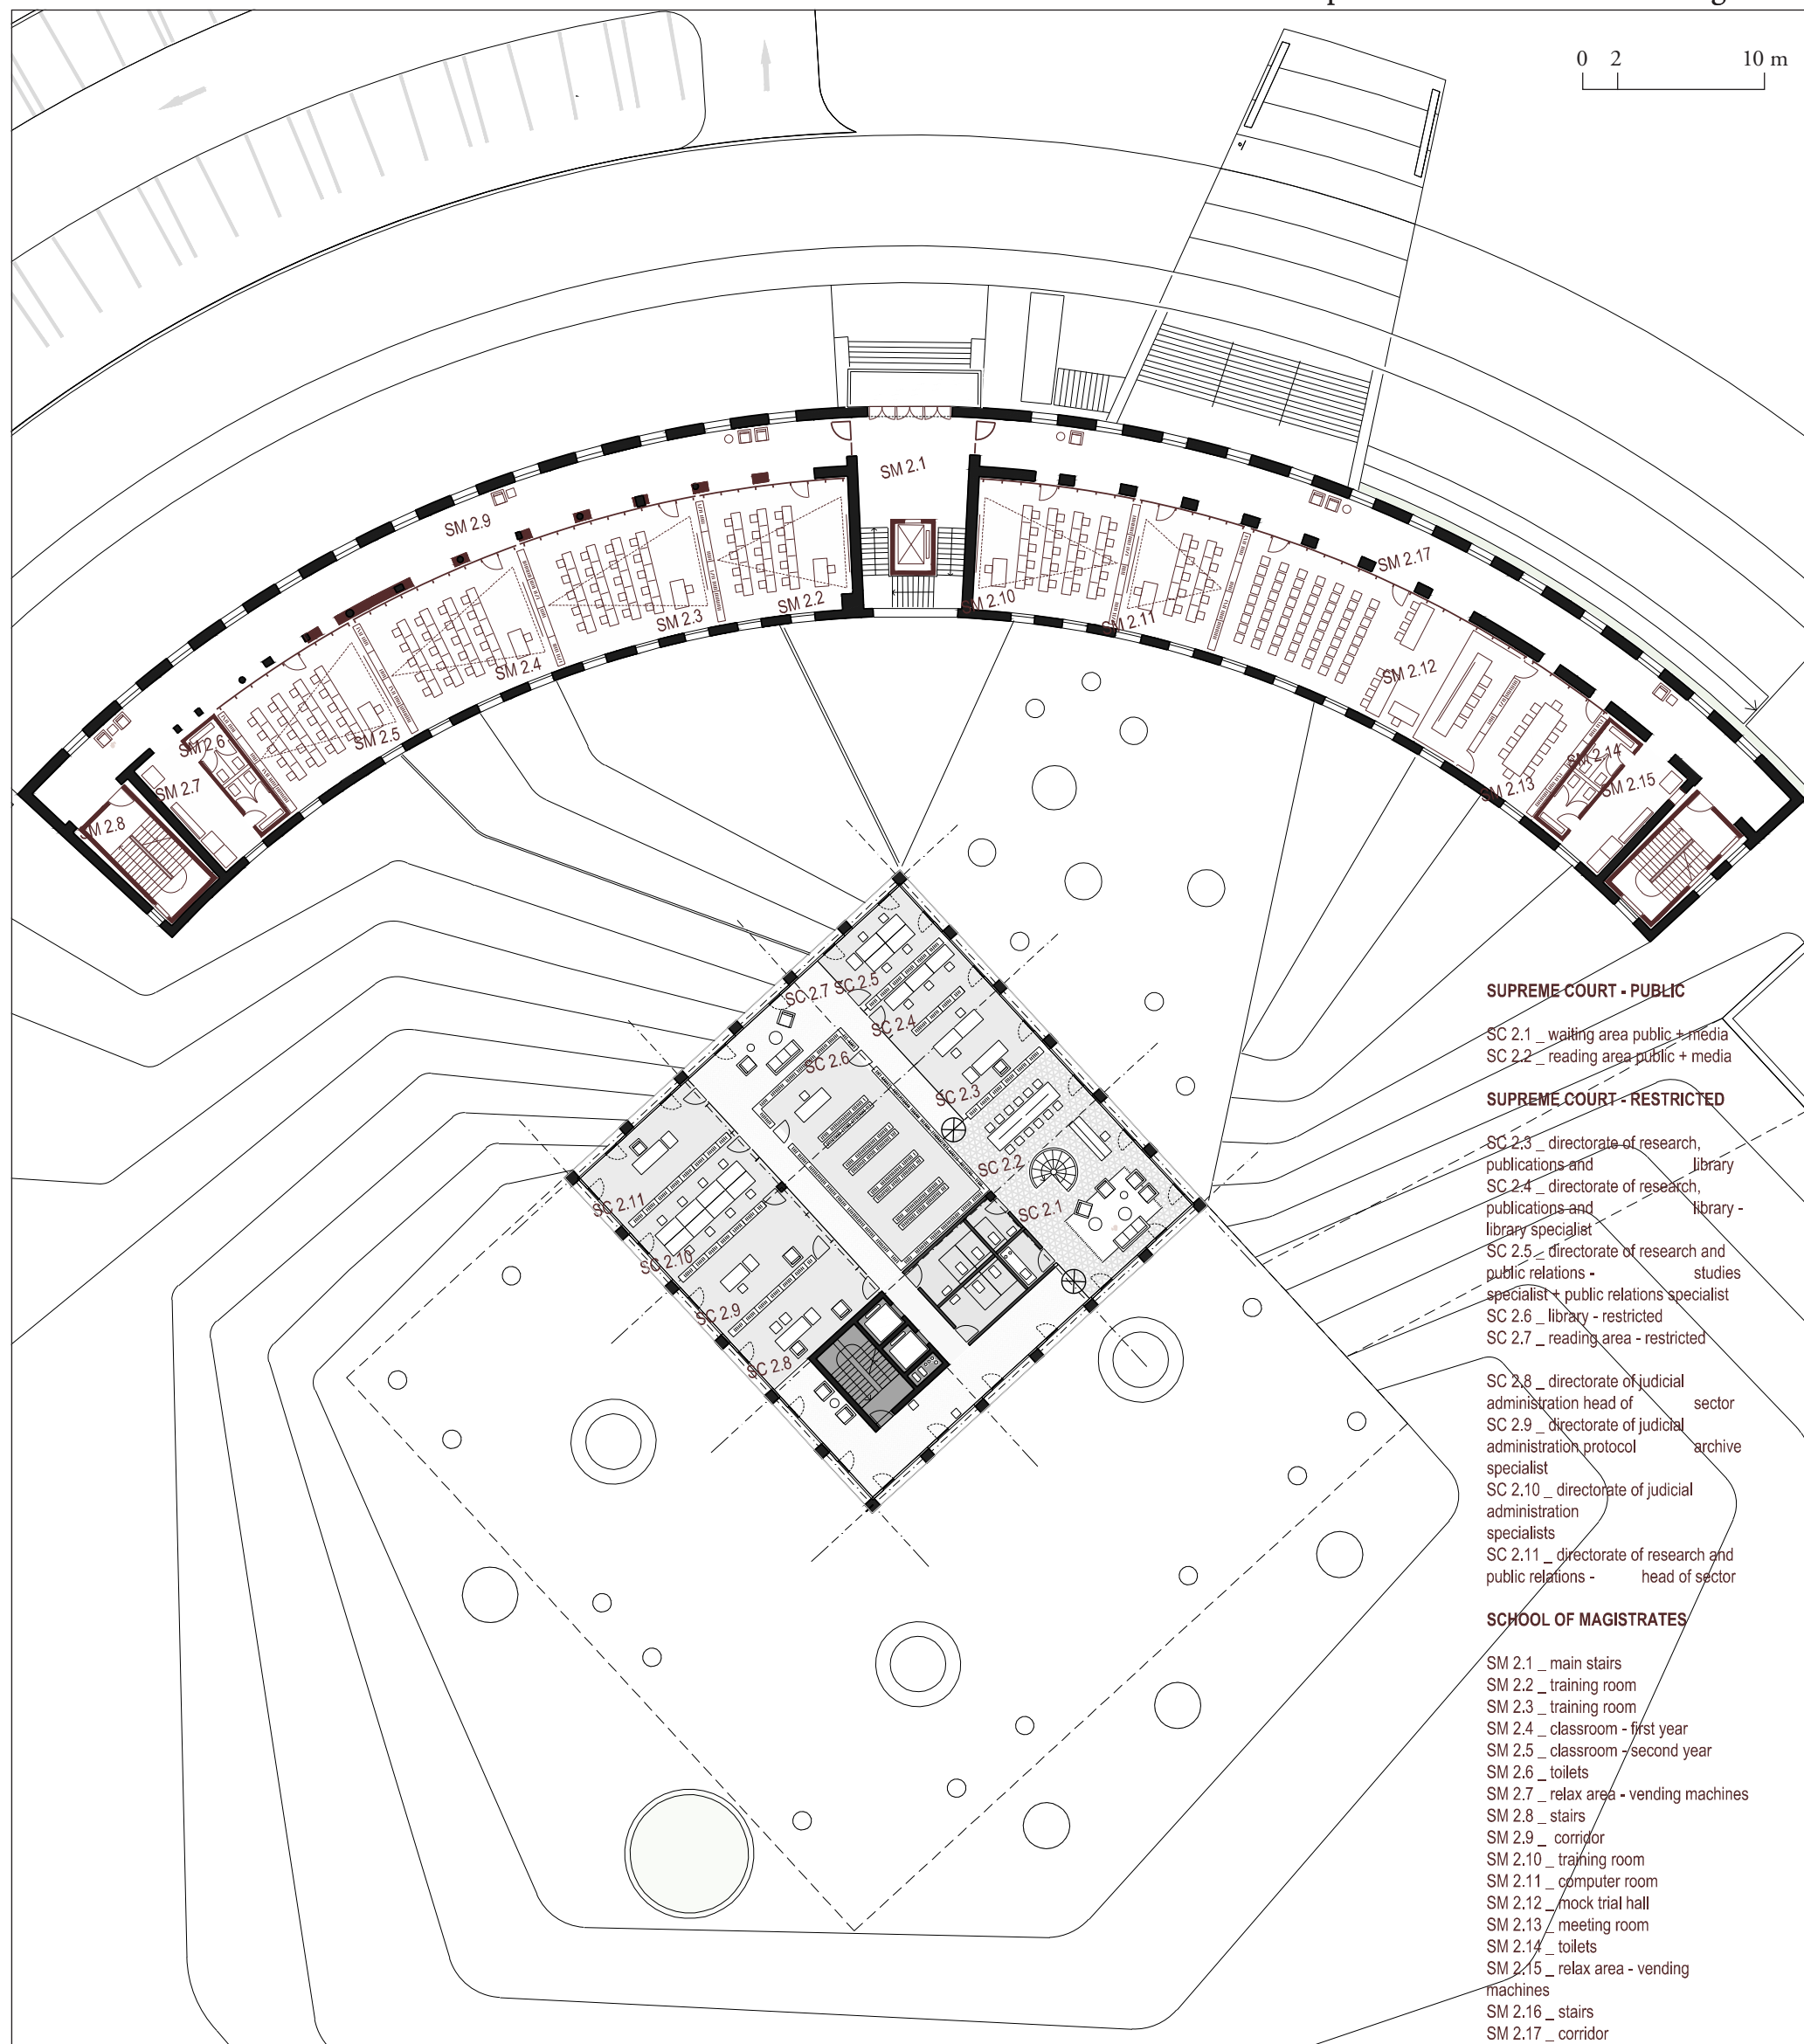 0 2 10 m
SM 2.1
SM 2.9
SM 2.17
SM 2.2
SM 2.10
SM 2.3
SM 2.11
SM 2.4
SM 2.12
SM 2.5
SM 2.6
SM 2.14
SM 2.7
SM 2.13
SM 2.15
SM 2.8
SC 2.7 SC 2.5
SC 2.4
SC 2.6
SC 2.3
SC 2.2
SC 2.11
SC 2.1
SC 2.10
SC 2.9
SC 2.8
SUPREME COURT - PUBLIC
SC 2.1 _ waiting area public + media
SC 2.2 _ reading area public + media
SUPREME COURT - RESTRICTED
SC 2.3 _ directorate of research,
publications and library
SC 2.4 _ directorate of research,
publications and library -
library specialist
SC 2.5 _ directorate of research and
public relations - studies
specialist + public relations specialist
SC 2.6 _ library - restricted
SC 2.7 _ reading area - restricted
SC 2.8 _ directorate of judicial
administration head of sector
SC 2.9 _ directorate of judicial
administration protocol archive
specialist
SC 2.10 _ directorate of judicial
administration
specialists
SC 2.11 _ directorate of research and
public relations - head of sector
SCHOOL OF MAGISTRATES
SM 2.1 _ main stairs
SM 2.2 _ training room
SM 2.3 _ training room
SM 2.4 _ classroom - first year
SM 2.5 _ classroom - second year
SM 2.6 _ toilets
SM 2.7 _ relax area - vending machines
SM 2.8 _ stairs
SM 2.9 _ corridor
SM 2.10 _ training room
SM 2.11 _ computer room
SM 2.12 _ mock trial hall
SM 2.13 _ meeting room
SM 2.14 _ toilets
SM 2.15 _ relax area - vending
machines
SM 2.16 _ stairs
SM 2.17 _ corridor